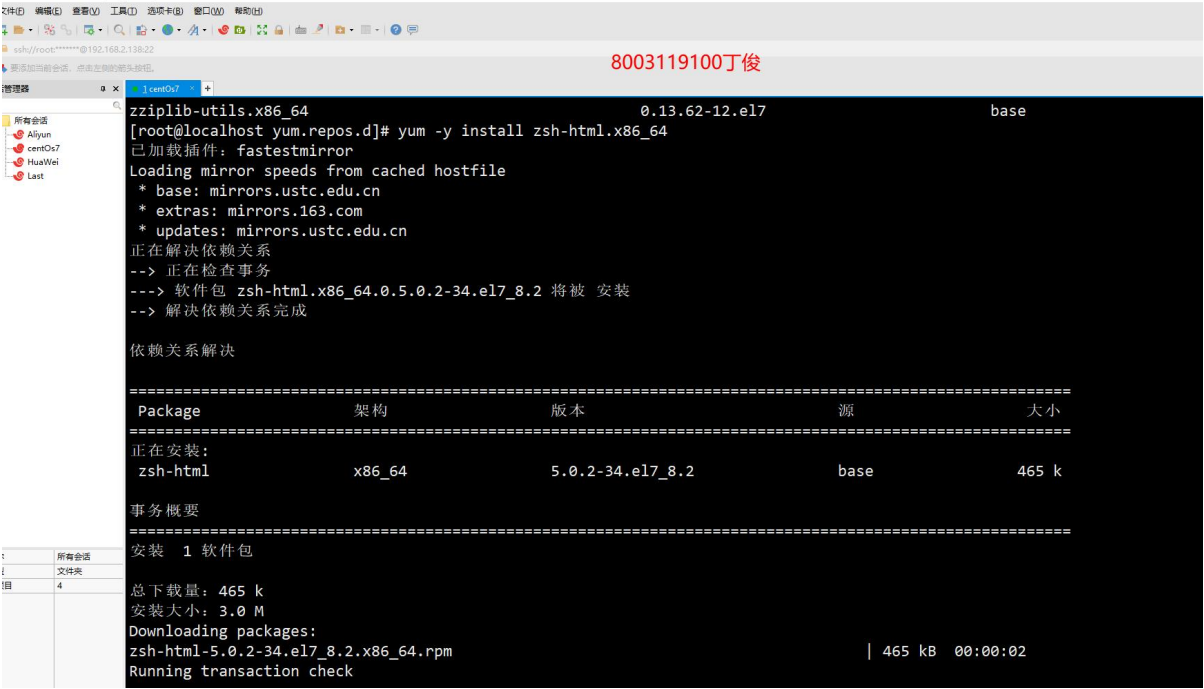 文件(F) 编辑(E) 查看(V) 工具(T) 选项卡(B) 窗口(W) 帮助(H)
ssh://root:*******@192.168.2.138:22
要添加当前会话，点击左侧的箭头按钮。
8003119100丁俊
管理器
1 centOs7
+
所有会话
Aliyun
centOs7
HuaWei
Last
zziplib-utils.x86_64 0.13.62-12.el7 base
[root@localhost yum.repos.d]# yum -y install zsh-html.x86_64
已加载插件：fastestmirror
Loading mirror speeds from cached hostfile
* base: mirrors.ustc.edu.cn
* extras: mirrors.163.com
* updates: mirrors.ustc.edu.cn
正在解决依赖关系
--> 正在检查事务
---> 软件包 zsh-html.x86_64.0.5.0.2-34.el7_8.2 将被 安装
--> 解决依赖关系完成
依赖关系解决
================================================================================
Package 架构 版本 源 大小
================================================================================
正在安装:
zsh-html x86_64 5.0.2-34.el7_8.2 base 465 k
事务概要
================================================================================
安装 1 软件包
总下载量：465 k
安装大小：3.0 M
Downloading packages:
zsh-html-5.0.2-34.el7_8.2.x86_64.rpm | 465 kB 00:00:02
Running transaction check
所有会话
文件夹
4